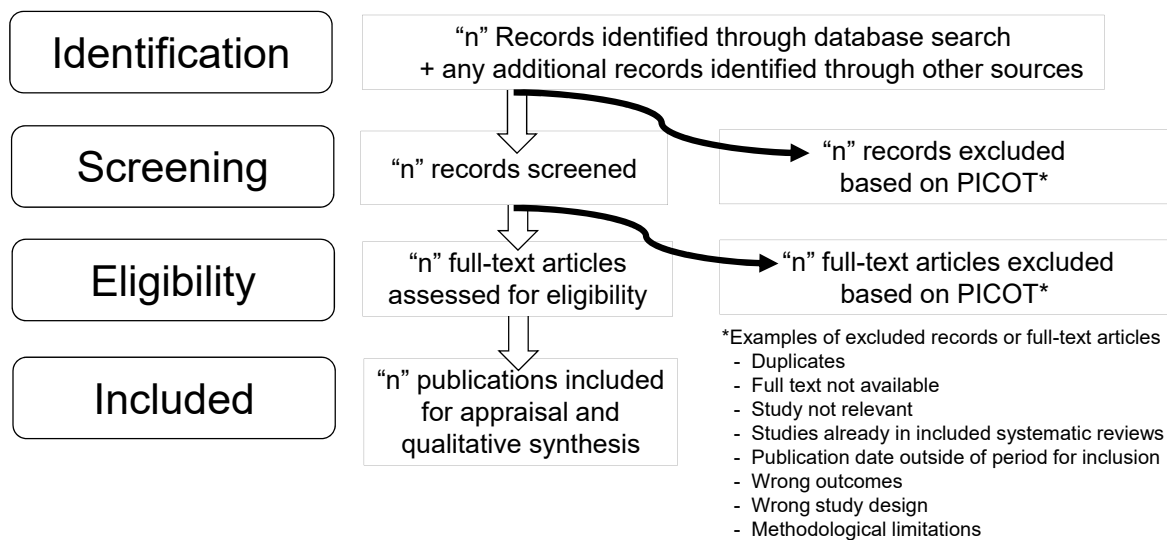 Identification
“n” Records identified through database search
+ any additional records identified through other sources
Screening
“n” records screened
“n” records excluded
based on PICOT*
Eligibility
“n” full-text articles
assessed for eligibility
“n” full-text articles excluded
based on PICOT*
Included
“n” publications included
for appraisal and
qualitative synthesis
*Examples of excluded records or full-text articles
- Duplicates
- Full text not available
- Study not relevant
- Studies already in included systematic reviews
- Publication date outside of period for inclusion
- Wrong outcomes
- Wrong study design
- Methodological limitations